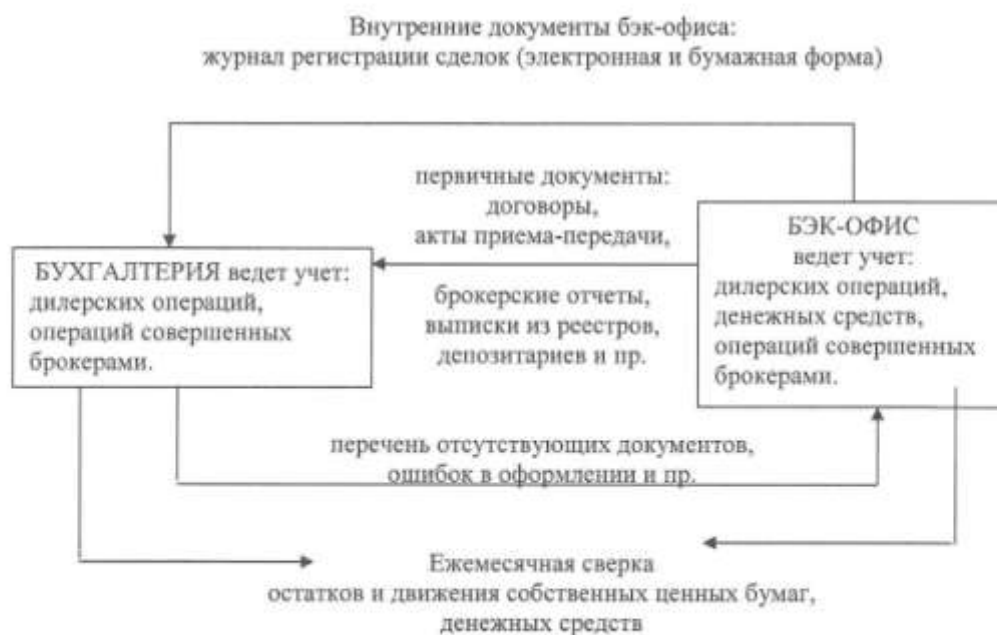 Внутренние документы бэк-офиса:
журнал регистрации сделок (электронная и бумажная форма)
первичные документы:
договоры,
акты приема-передачи,
БЭК-ОФИС
ведет учет:
дилерских операций,
денежных средств,
операций совершенных
брокерами.
БУХГАЛТЕРИЯ ведет учет:
дилерских операций,
операций совершенных
брокерами.
брокерские отчеты,
выписки из реестров,
депозитариев и пр.
перечень отсутствующих документов,
ошибок в оформлении и пр.
Ежемесячная сверка
остатков и движения собственных ценных бумаг,
денежных средств